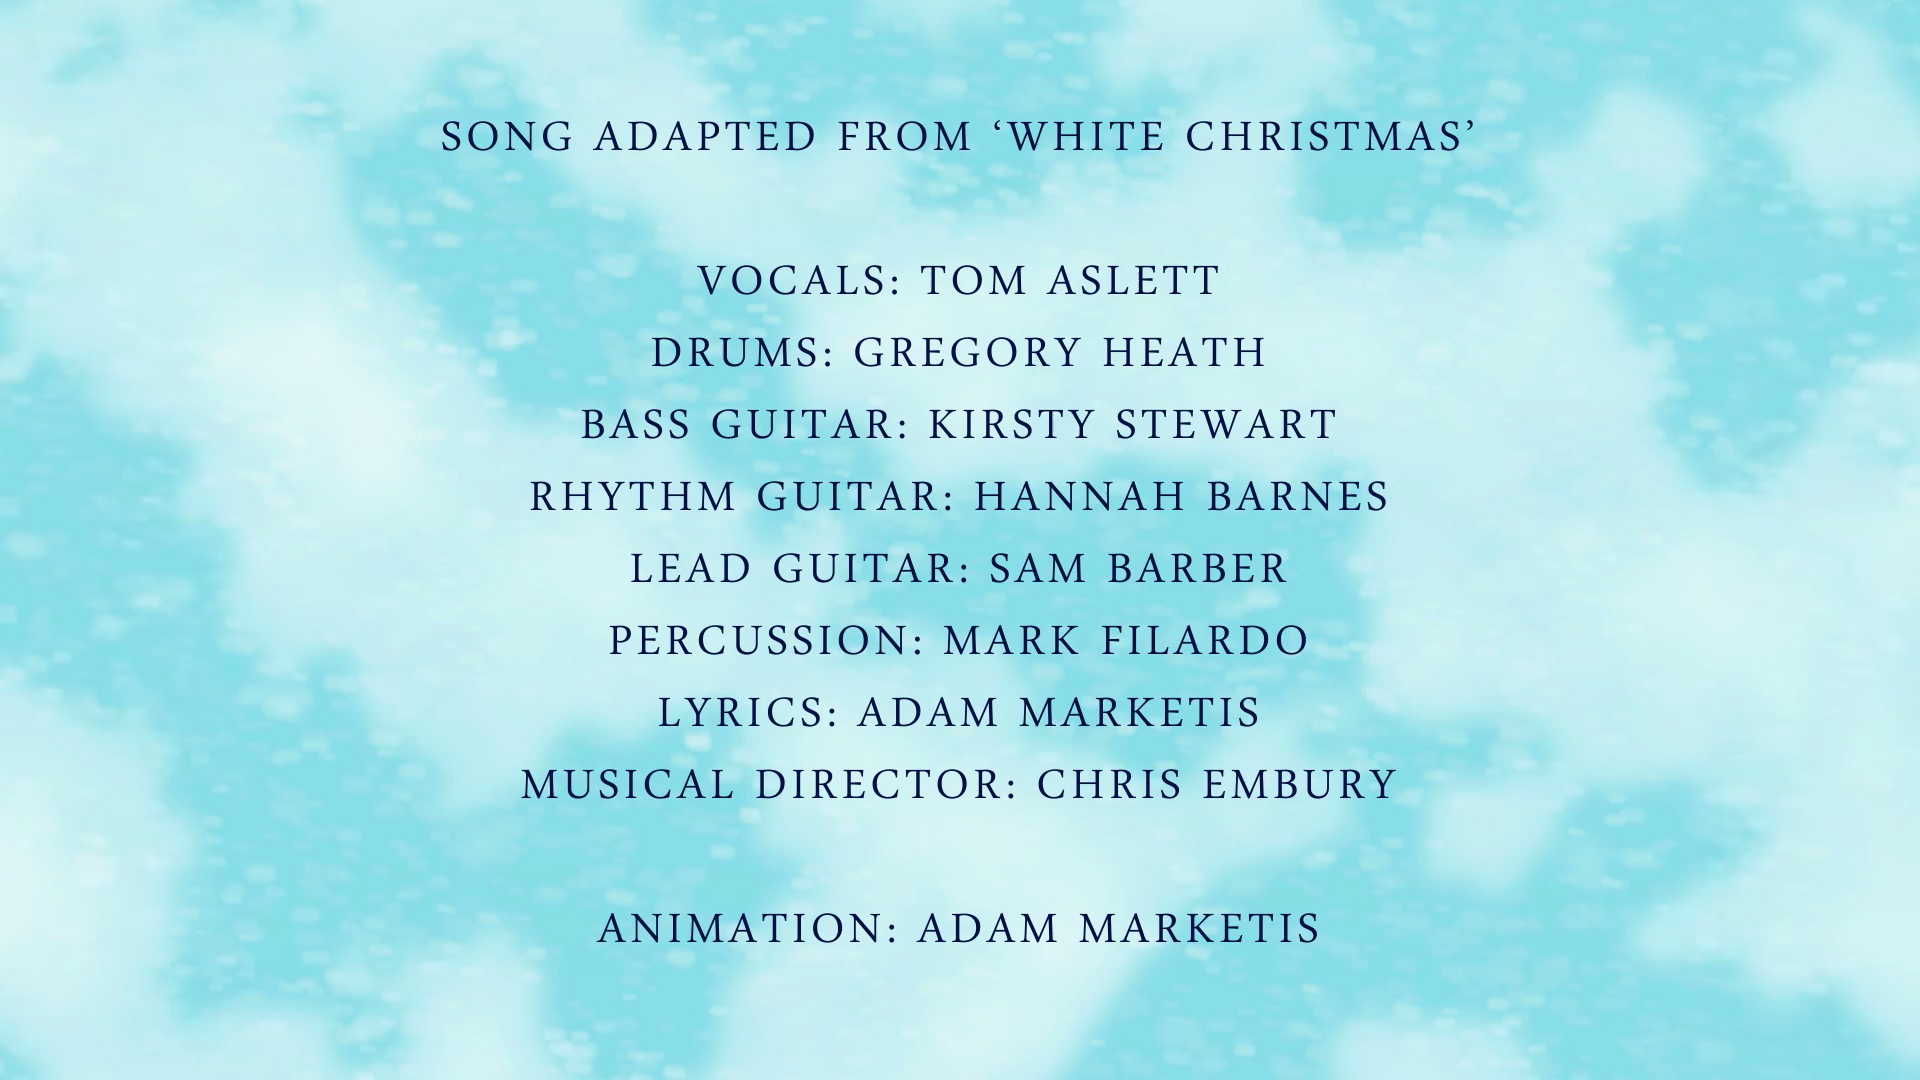 SONG ADAPTED FROM ‘WHITE CHRISTMAS’
VOCALS: TOM ASLETT
DRUMS: GREGORY HEATH
BASS GUITAR: KIRSTY STEWART
RHYTHM GUITAR: HANNAH BARNES
LEAD GUITAR: SAM BARBER
PERCUSSION: MARK FILARDO
LYRICS: ADAM MARKETIS
MUSICAL DIRECTOR: CHRIS EMBURY
ANIMATION: ADAM MARKETIS